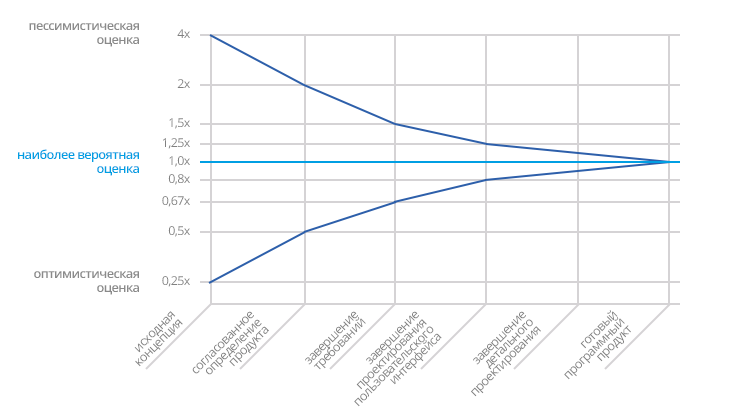 пессимистическая
оценка
4x
2x
1,5x
1,25x
наиболее вероятная
оценка
1,0x
0,8x
0,67x
0,5x
оптимистическая
оценка
0,25x
исходная
концепция
согласованное
определение
продукта
завершение
требований
завершение
проектирования
пользовательского
интерфейса
завершение
детального
проектирования
готовый
программный
продукт